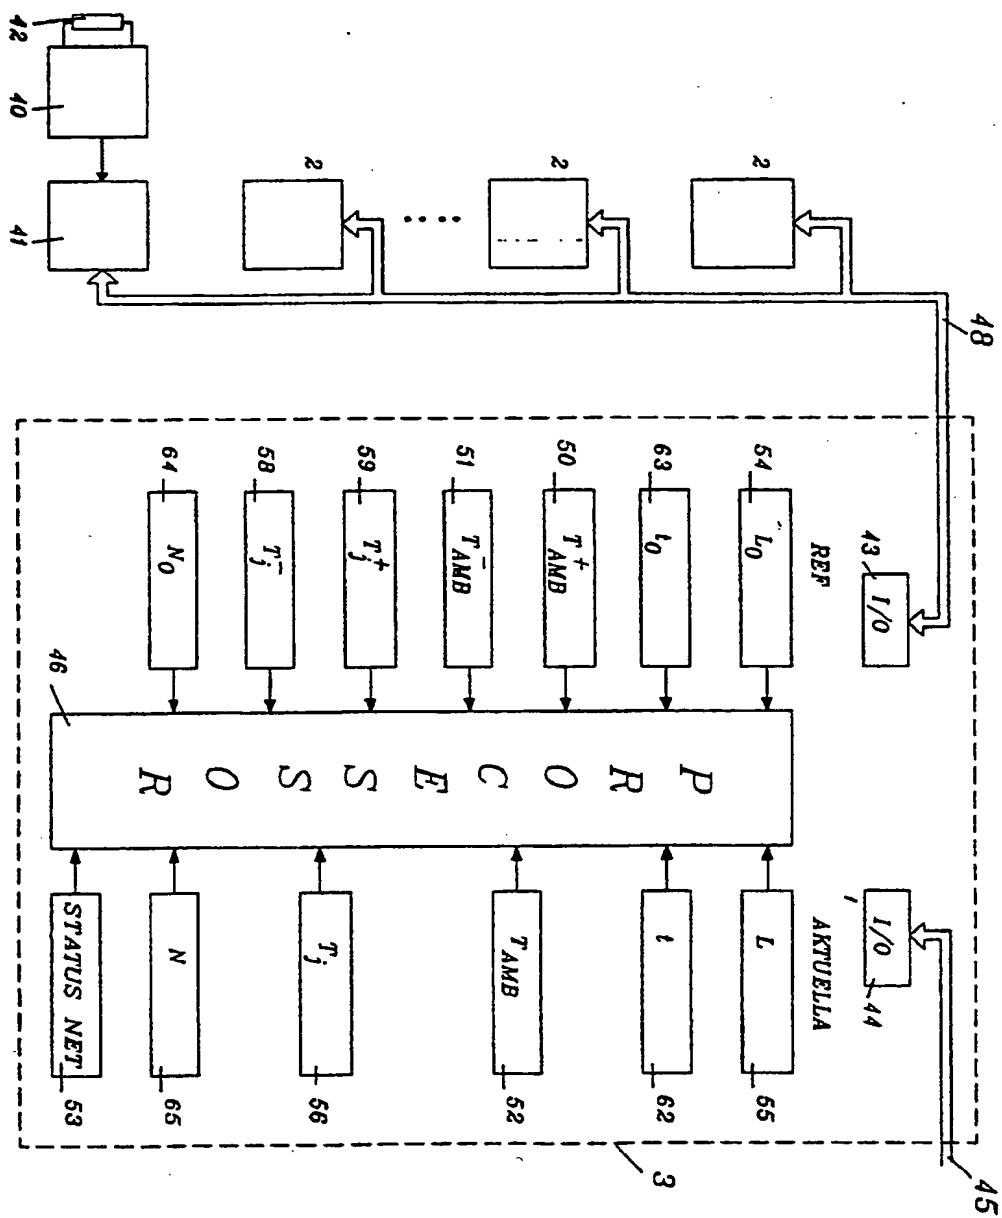 48
45
43 I/O
I/O 44
REF
AKTUELLA
2
54 L₀
L 55
3
63 t₀
t 62
2
50 T⁺AMB
TAMB 52
51 T⁻AMB
PROCESSOR
59 Tj⁺
Tj 56
2
58 Tj⁻
64 N₀
N 65
46
STATUS NET 53
42
40
41